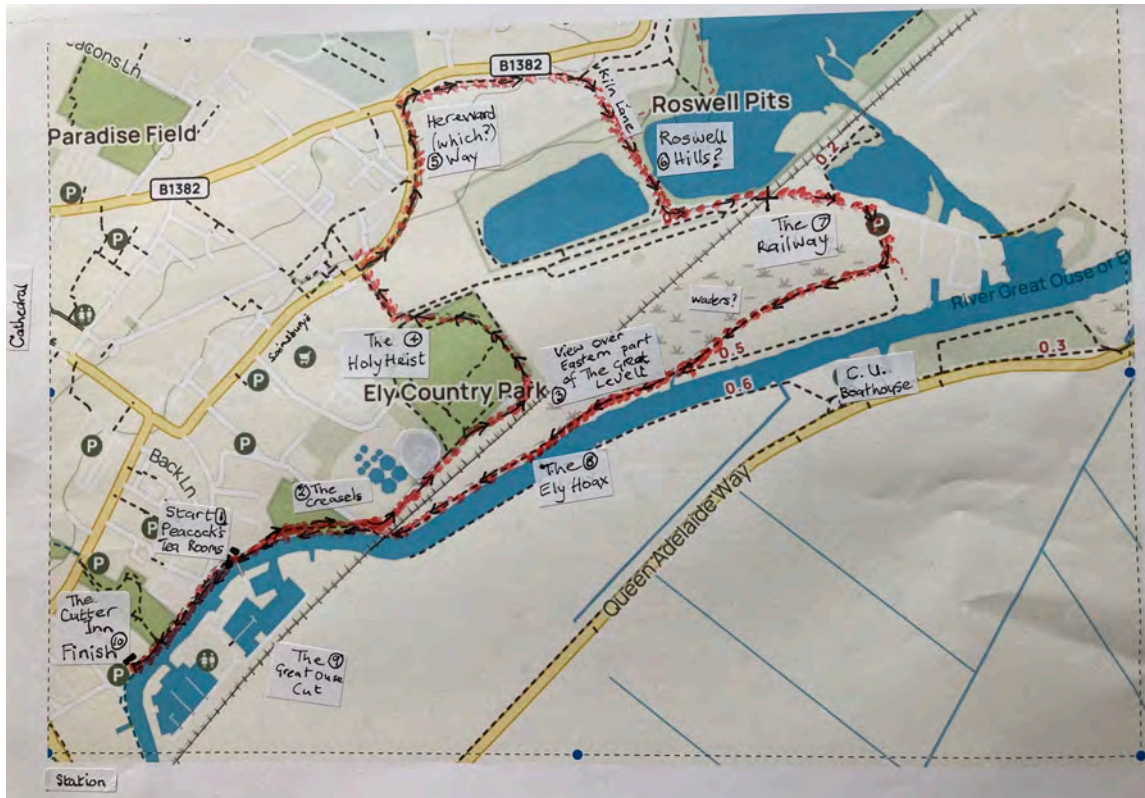 eacons Ln
B1382
Kiln Lane
Roswell Pits
Paradise Field
Hereward
(which?)
⑤ Way
Roswell
⑥ Hills?
0.2
B1382
P
P
The ⑦
Railway
P
Cathedral
waders?
River Great Ouse or E
Sainsbury's
The ④
Holy Heist
View over
Eastern part
of The Great
③ Level!
0.5
0.3
C.U.
Boathouse
0.6
P
Ely Country Park
P
P
Back Ln
② The
Creasels
The ⑧
Ely Hoax
Start ①
Peacock's
Tea Rooms
P
P
Queen Adelaide Way
The
Cutter
Inn ⑩
Finish
P
The ⑨
Great Ouse
Cut
Station